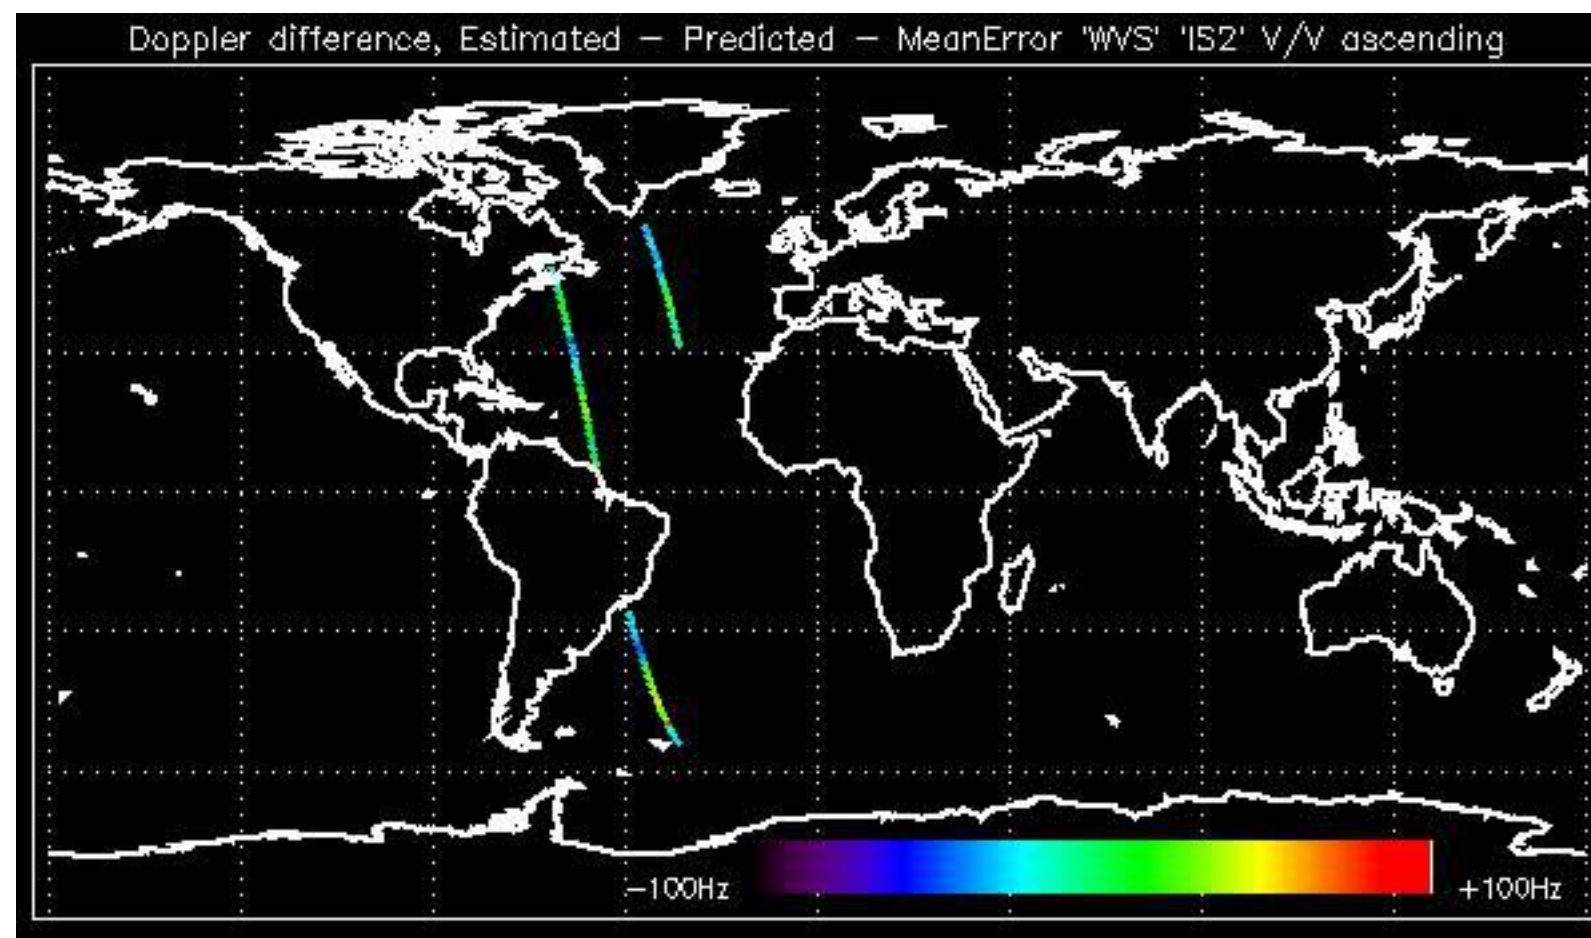 Doppler difference, Estimated − Predicted − MeanError 'WVS' 'IS2' V/V ascending
−100Hz +100Hz